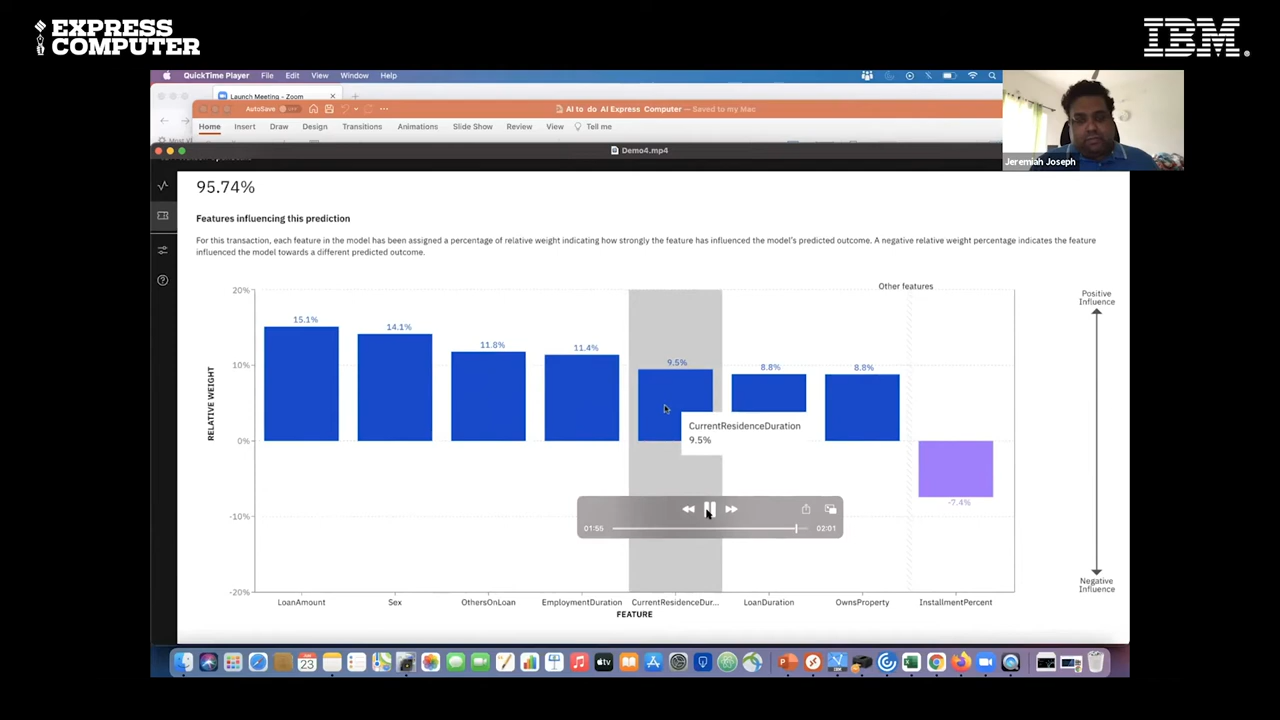 EXPRESS
COMPUTER
IBM
QuickTime Player File Edit View Window Help
Launch Meeting - Zoom
AutoSave OFF
AI to do AI Express Computer — Saved to my Mac
Home Insert Draw Design Transitions Animations Slide Show Review View Tell me
Demo4.mp4
Jeremiah Joseph
95.74%
Features influencing this prediction
For this transaction, each feature in the model has been assigned a percentage of relative weight indicating how strongly the feature has influenced the model's predicted outcome. A negative relative weight percentage indicates the feature
influenced the model towards a different predicted outcome.
Other features
20%
10%
0%
-10%
-20%
RELATIVE WEIGHT
15.1%
14.1%
11.8%
11.4%
9.5%
8.8%
8.8%
-7.4%
CurrentResidenceDuration
9.5%
Positive
Influence
Negative
Influence
01:55
02:01
LoanAmount Sex OthersOnLoan EmploymentDuration CurrentResidenceDur... LoanDuration OwnsProperty InstallmentPercent
FEATURE
23
tv